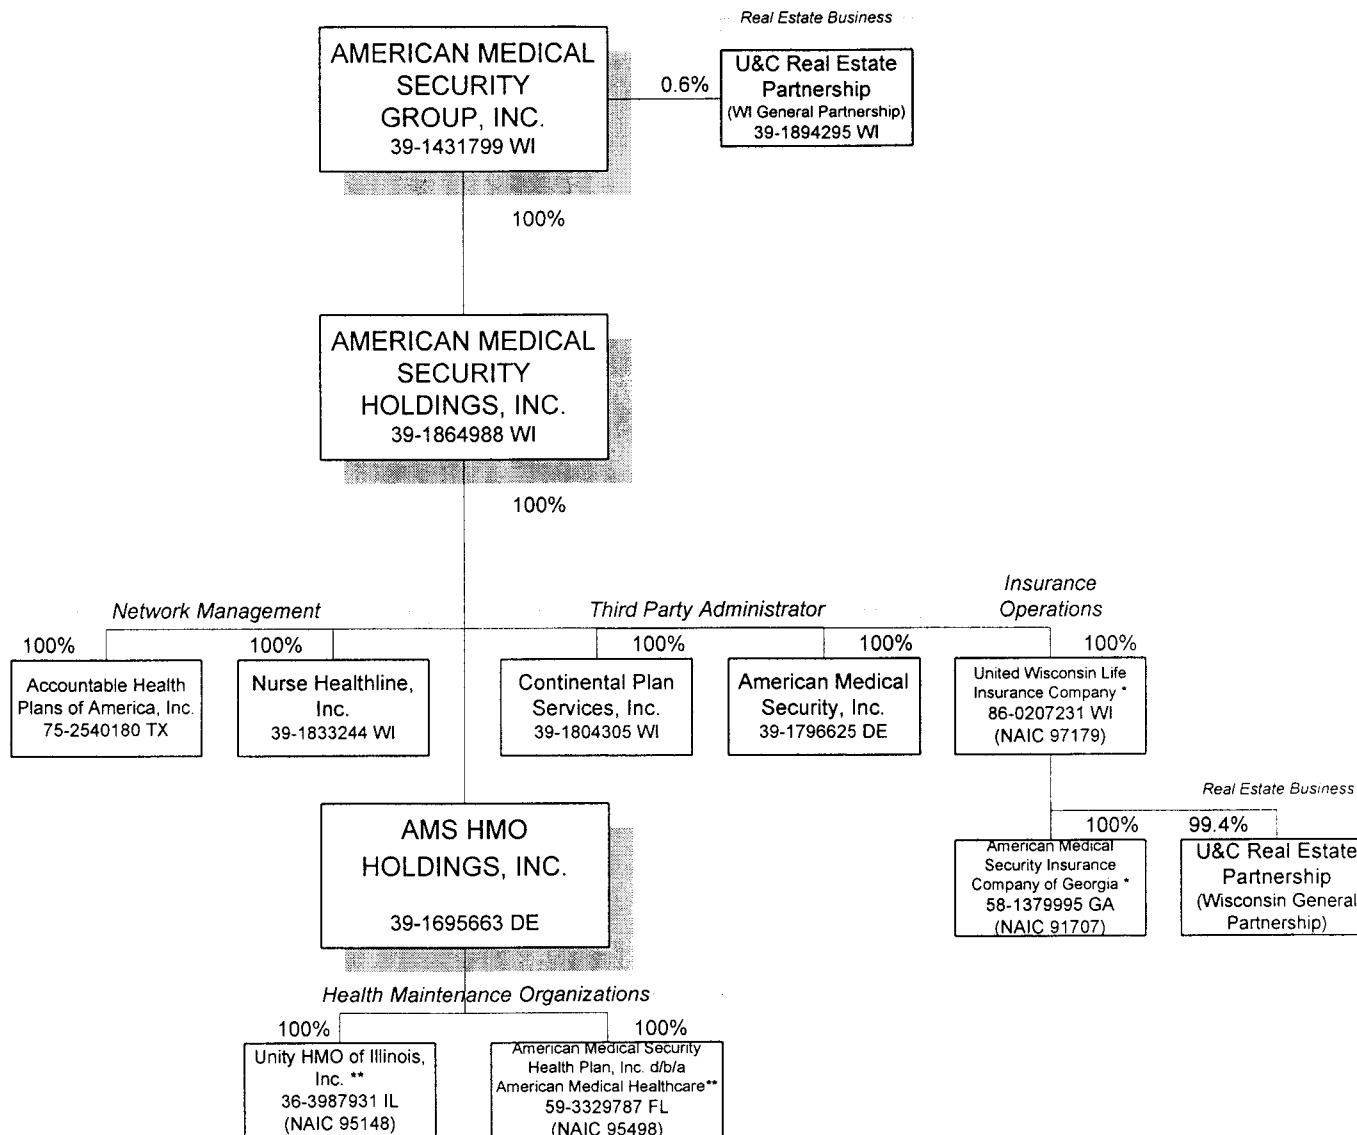 Real Estate Business
AMERICAN MEDICAL
SECURITY
GROUP, INC.
39-1431799 WI
0.6%
U&C Real Estate
Partnership
(WI General Partnership)
39-1894295 WI
100%
AMERICAN MEDICAL
SECURITY
HOLDINGS, INC.
39-1864988 WI
100%
Network Management
Third Party Administrator
Insurance
Operations
100%
Accountable Health
Plans of America, Inc.
75-2540180 TX
100%
Nurse Healthline,
Inc.
39-1833244 WI
100%
Continental Plan
Services, Inc.
39-1804305 WI
100%
American Medical
Security, Inc.
39-1796625 DE
100%
United Wisconsin Life
Insurance Company *
86-0207231 WI
(NAIC 97179)
Real Estate Business
100%
American Medical
Security Insurance
Company of Georgia *
58-1379995 GA
(NAIC 91707)
99.4%
U&C Real Estate
Partnership
(Wisconsin General
Partnership)
AMS HMO
HOLDINGS, INC.
39-1695663 DE
Health Maintenance Organizations
100%
Unity HMO of Illinois,
Inc. **
36-3987931 IL
(NAIC 95148)
100%
American Medical Security
Health Plan, Inc. d/b/a
American Medical Healthcare**
59-3329787 FL
(NAIC 95498)